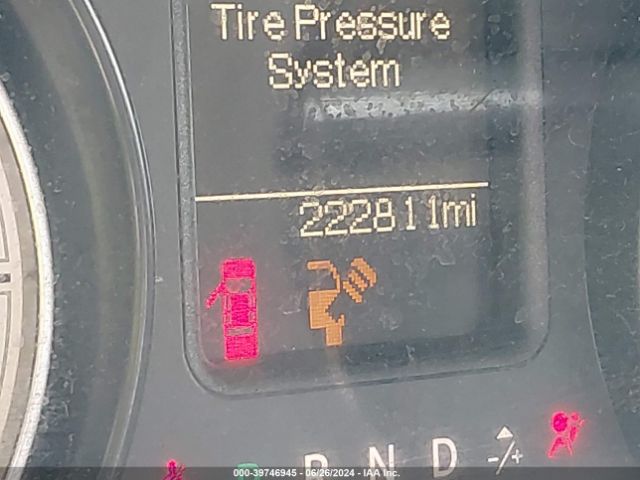 Tire Pressure
System
222811mi
R N D -/+
000-39746945 - 06/26/2024 - IAA Inc.